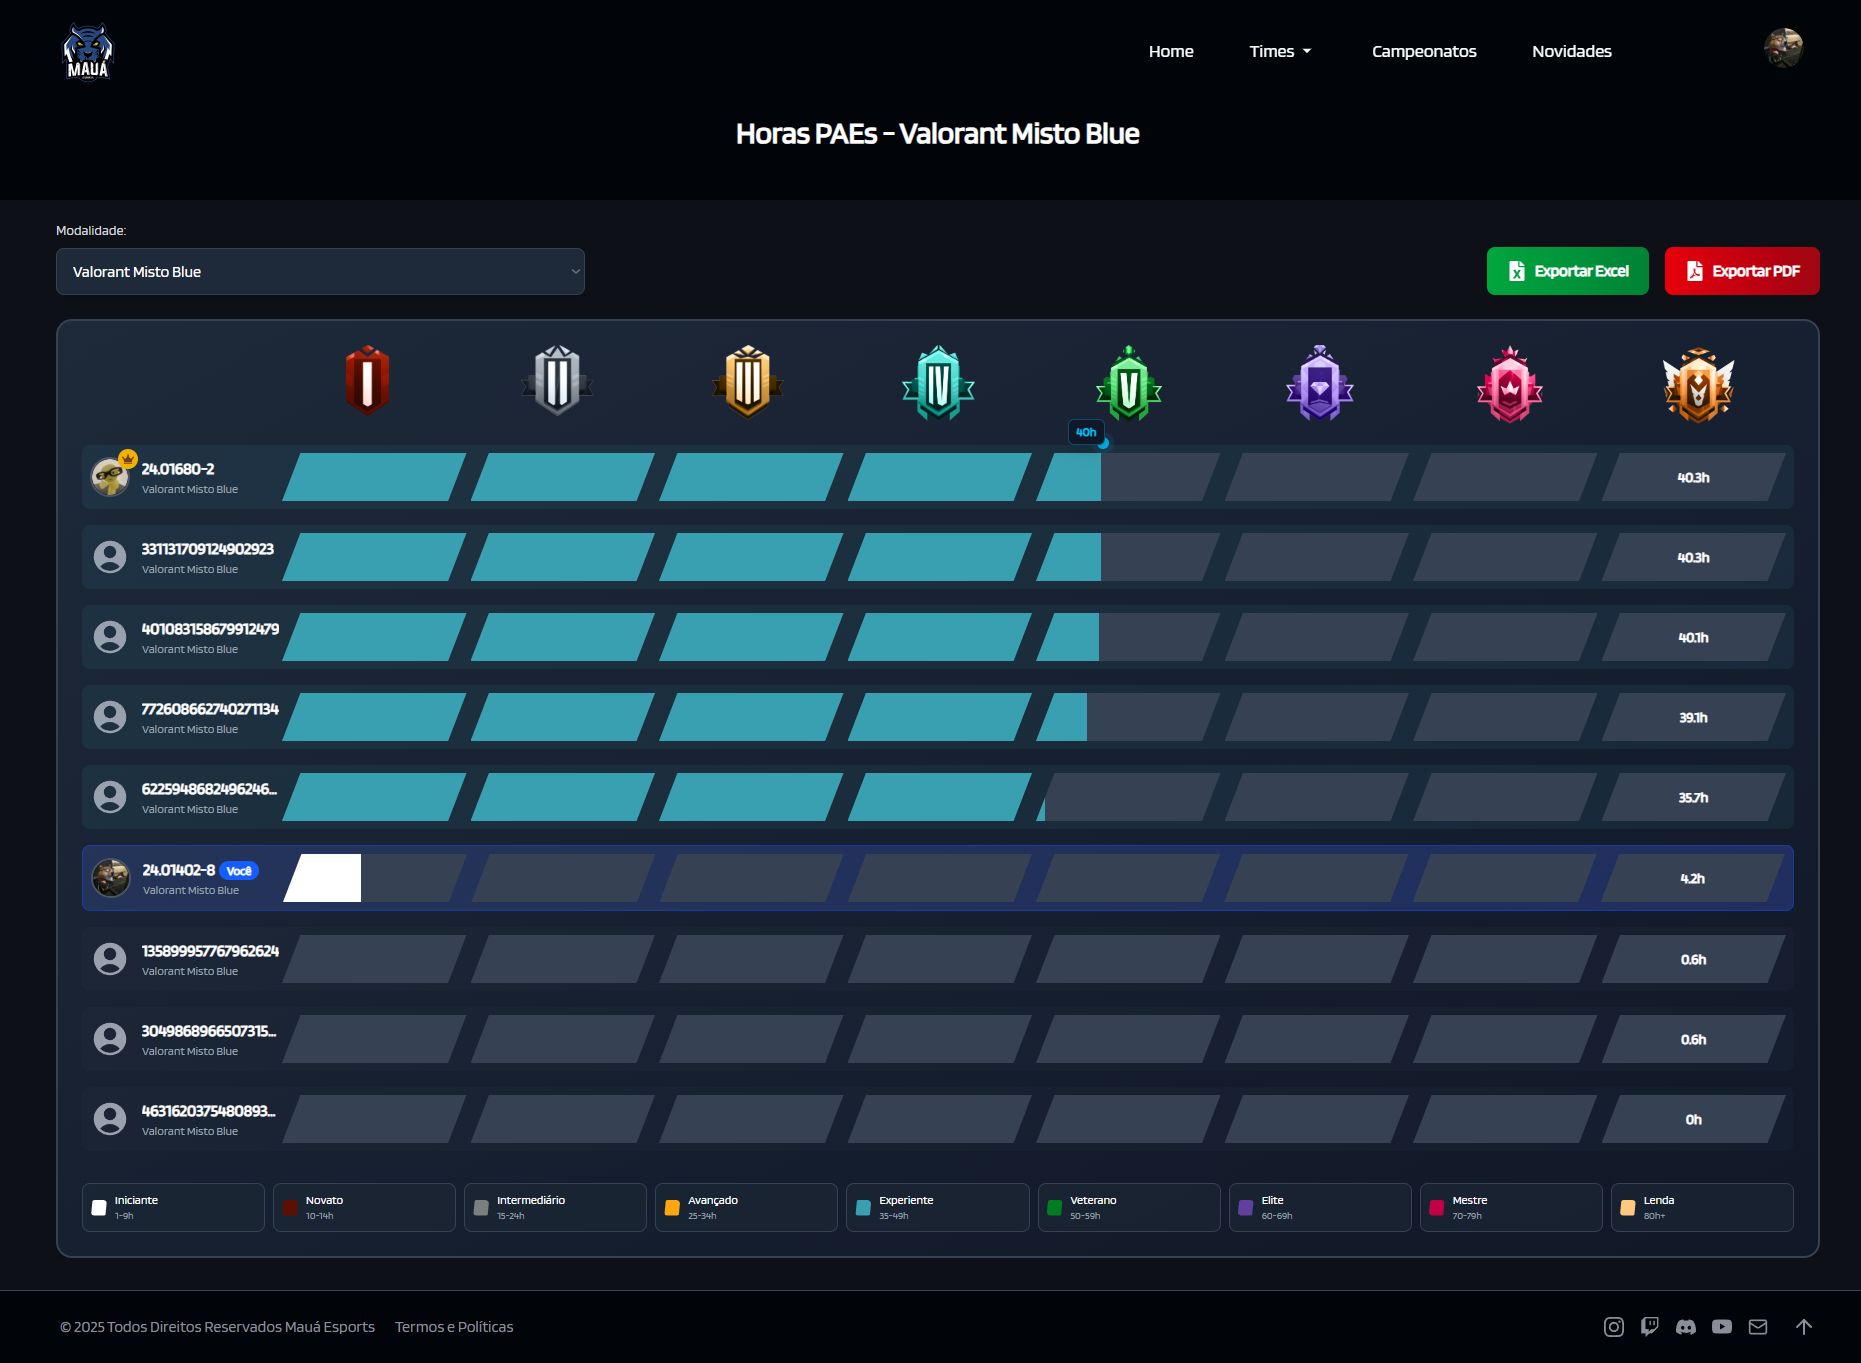 MAUÁ
Home
Times
Campeonatos
Novidades
Horas PAEs - Valorant Misto Blue
Modalidade:
Valorant Misto Blue
Exportar Excel
Exportar PDF
I
II
III
IV
V
40h
24.01680-2
Valorant Misto Blue
40.3h
331131709124902923
Valorant Misto Blue
40.3h
401083158679912479
Valorant Misto Blue
40.1h
772608662740271134
Valorant Misto Blue
39.1h
6225948682496246...
Valorant Misto Blue
35.7h
24.01402-8 Você
Valorant Misto Blue
4.2h
135899957767962624
Valorant Misto Blue
0.6h
3049868966507315...
Valorant Misto Blue
0.6h
4631620375480893...
Valorant Misto Blue
0h
Iniciante
1-9h
Novato
10-14h
Intermediário
15-24h
Avançado
25-34h
Experiente
35-49h
Veterano
50-59h
Elite
60-69h
Mestre
70-79h
Lenda
80h+
© 2025 Todos Direitos Reservados Mauá Esports
Termos e Políticas